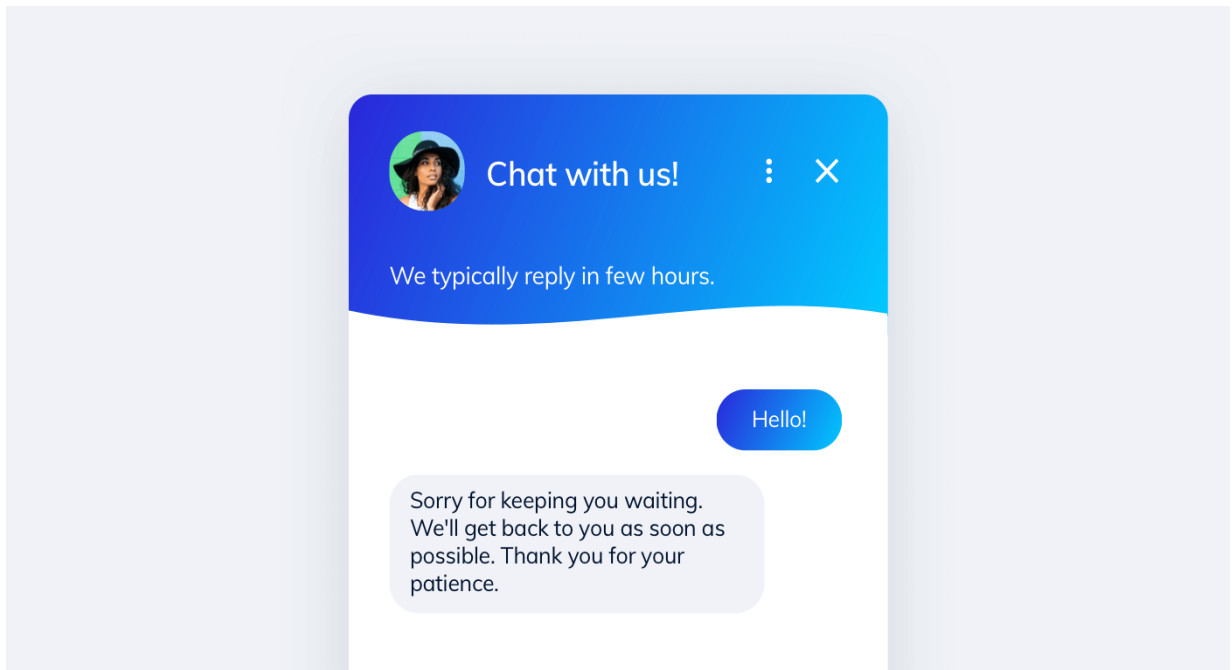 Chat with us!
We typically reply in few hours.
Hello!
Sorry for keeping you waiting.
We'll get back to you as soon as
possible. Thank you for your
patience.